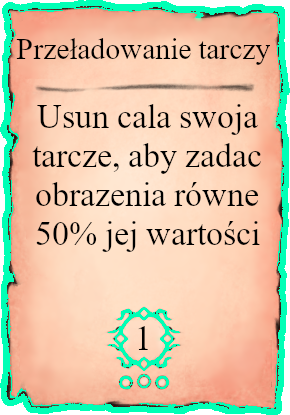 Przeładowanie tarczy
Usun cala swoja
tarcze, aby zadac
obrazenia równe
50% jej wartości
1